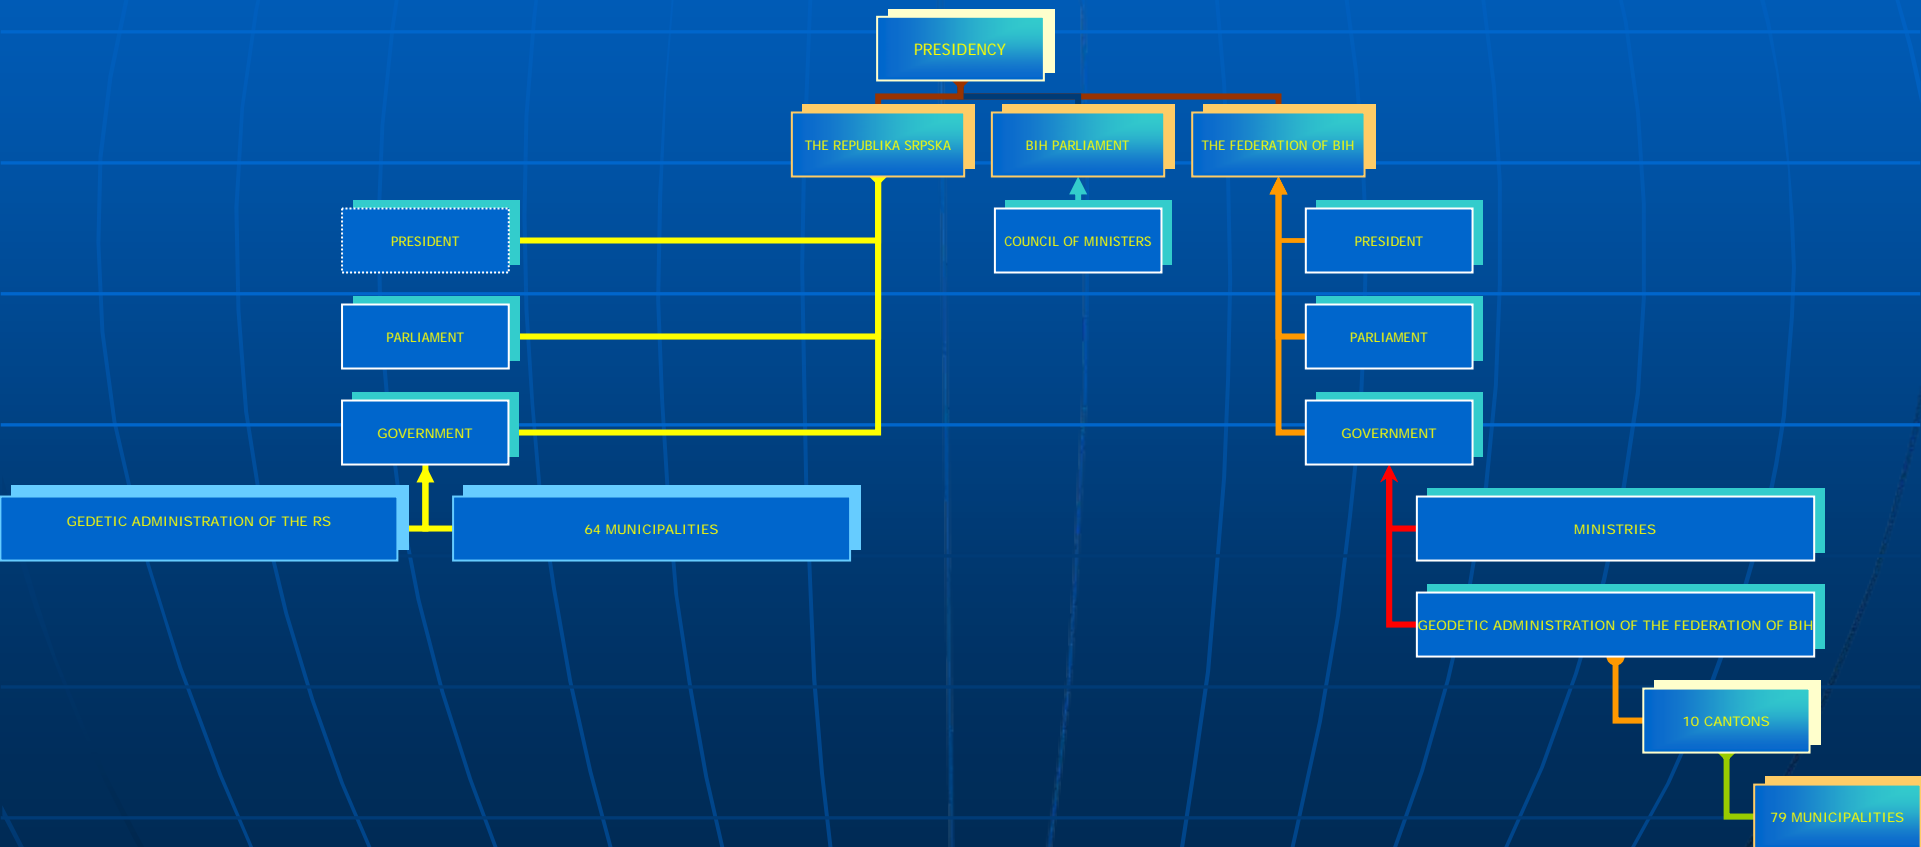 PRESIDENCY
THE REPUBLIKA SRPSKA
BIH PARLIAMENT
THE FEDERATION OF BIH
PRESIDENT
COUNCIL OF MINISTERS
PRESIDENT
PARLIAMENT
PARLIAMENT
GOVERNMENT
GOVERNMENT
GEDETIC ADMINISTRATION OF THE RS
64 MUNICIPALITIES
MINISTRIES
GEODETIC ADMINISTRATION OF THE FEDERATION OF BIH
10 CANTONS
79 MUNICIPALITIES